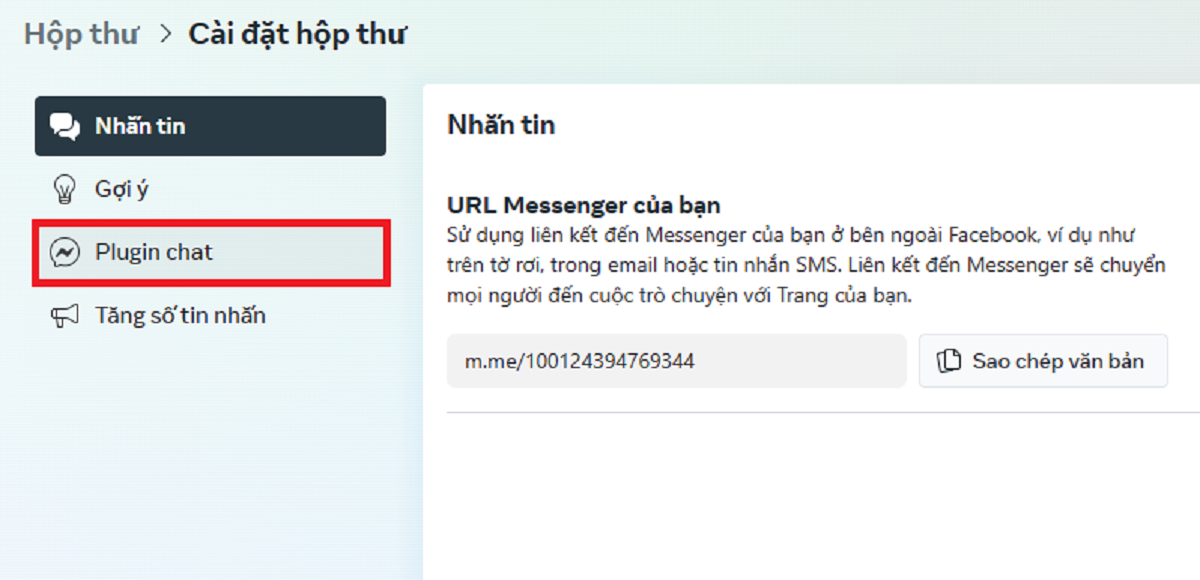 Hộp thư > Cài đặt hộp thư
Nhắn tin
Gợi ý
Plugin chat
Tăng số tin nhắn
Nhắn tin
URL Messenger của bạn
Sử dụng liên kết đến Messenger của bạn ở bên ngoài Facebook, ví dụ như
trên tờ rơi, trong email hoặc tin nhắn SMS. Liên kết đến Messenger sẽ chuyển
mọi người đến cuộc trò chuyện với Trang của bạn.
m.me/100124394769344
Sao chép văn bản